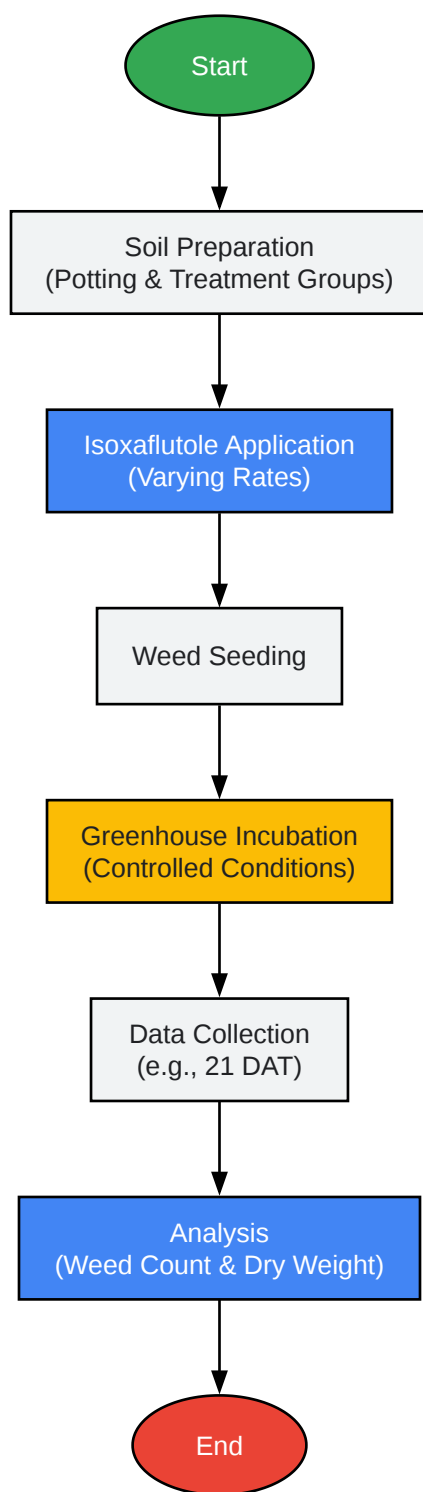 Start
Soil Preparation
(Potting & Treatment Groups)
Isoxaflutole Application
(Varying Rates)
Weed Seeding
Greenhouse Incubation
(Controlled Conditions)
Data Collection
(e.g., 21 DAT)
Analysis
(Weed Count & Dry Weight)
End